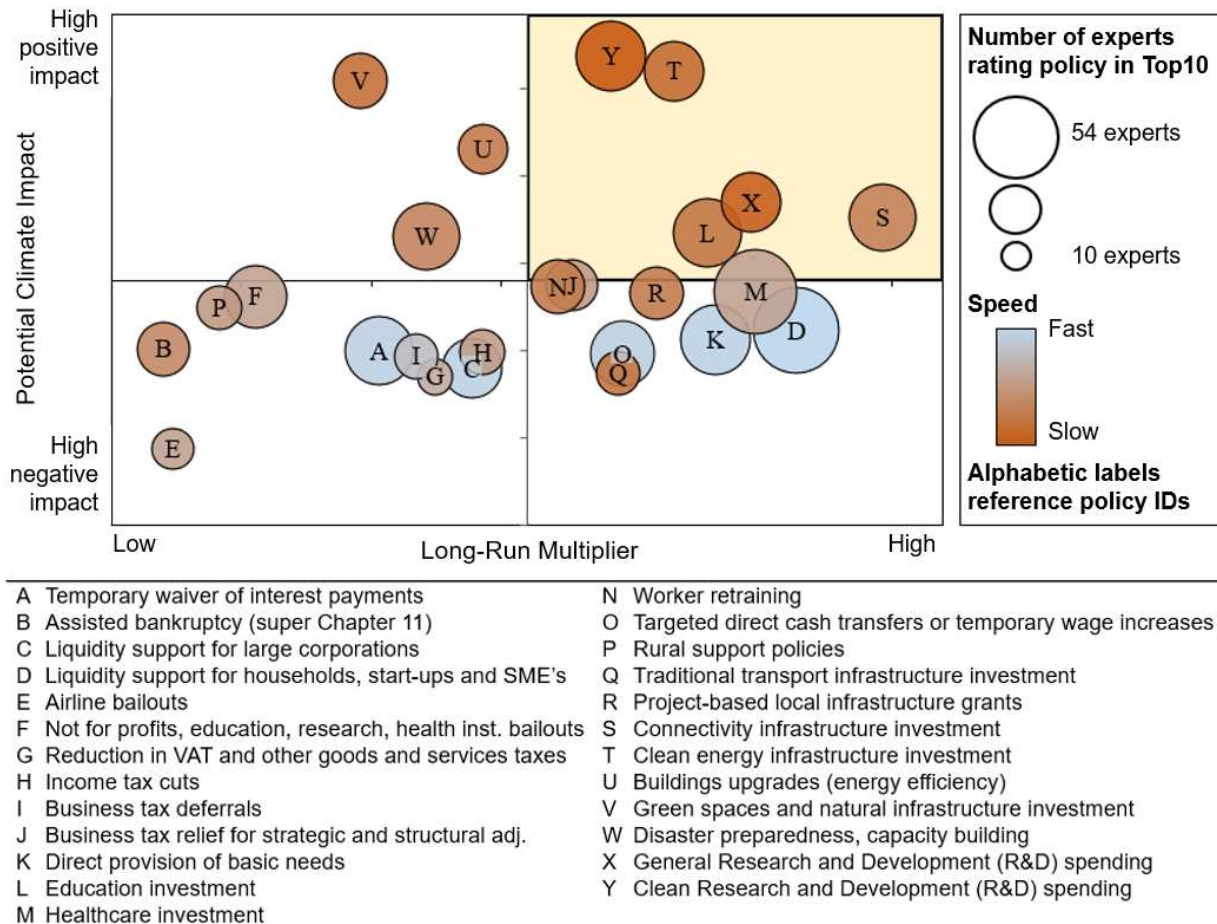 High
positive
impact
Potential Climate Impact
High
negative
impact
V
Y
T
U
X
W
L
S
P
F
N
J
R
M
B
A
I
G
H
C
O
Q
K
D
E
Low
Long-Run Multiplier
High
Number of experts
rating policy in Top10
54 experts
10 experts
Speed
Fast
Slow
Alphabetic labels
reference policy IDs
A Temporary waiver of interest payments
B Assisted bankruptcy (super Chapter 11)
C Liquidity support for large corporations
D Liquidity support for households, start-ups and SME's
E Airline bailouts
F Not for profits, education, research, health inst. bailouts
G Reduction in VAT and other goods and services taxes
H Income tax cuts
I Business tax deferrals
J Business tax relief for strategic and structural adj.
K Direct provision of basic needs
L Education investment
M Healthcare investment
N Worker retraining
O Targeted direct cash transfers or temporary wage increases
P Rural support policies
Q Traditional transport infrastructure investment
R Project-based local infrastructure grants
S Connectivity infrastructure investment
T Clean energy infrastructure investment
U Buildings upgrades (energy efficiency)
V Green spaces and natural infrastructure investment
W Disaster preparedness, capacity building
X General Research and Development (R&D) spending
Y Clean Research and Development (R&D) spending